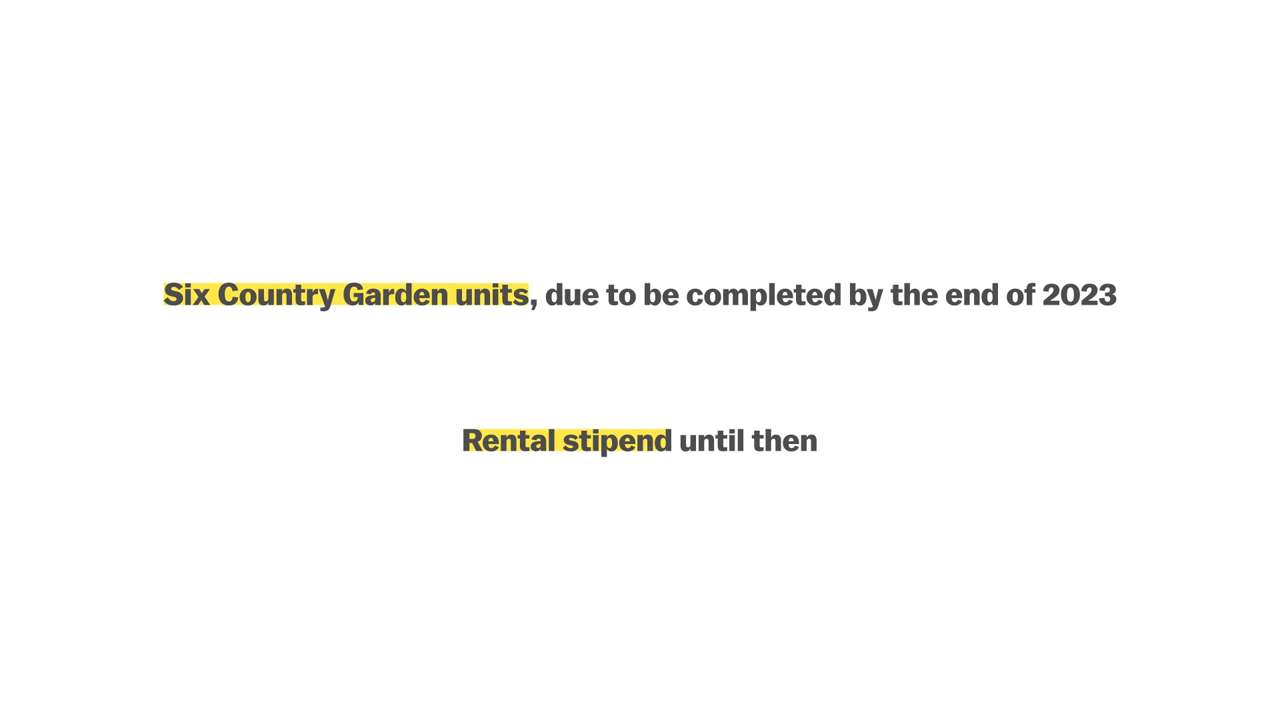 Six Country Garden units, due to be completed by the end of 2023
Rental stipend until then